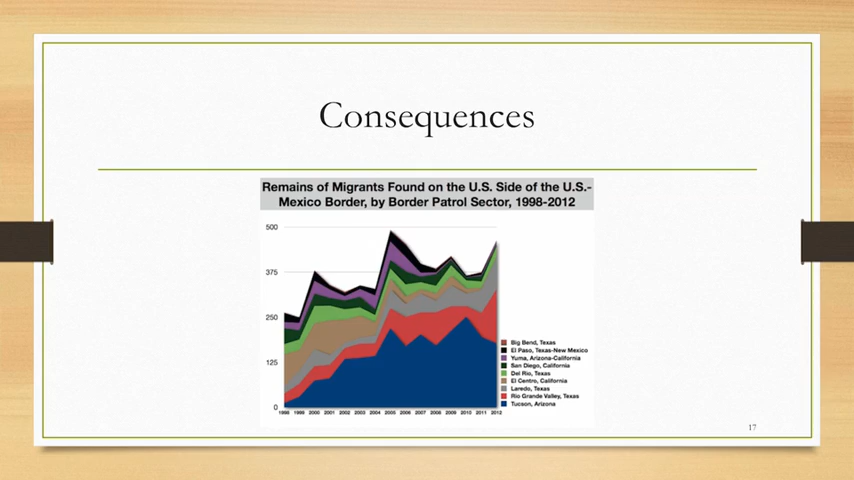 Consequences
Remains of Migrants Found on the U.S. Side of the U.S.-
Mexico Border, by Border Patrol Sector, 1998-2012
500
375
250
125
0
1998 1999 2000 2001 2002 2003 2004 2005 2006 2007 2008 2009 2010 2011 2012
Big Bend, Texas
El Paso, Texas-New Mexico
Yuma, Arizona-California
San Diego, California
Del Rio, Texas
El Centro, California
Laredo, Texas
Rio Grande Valley, Texas
Tucson, Arizona
17